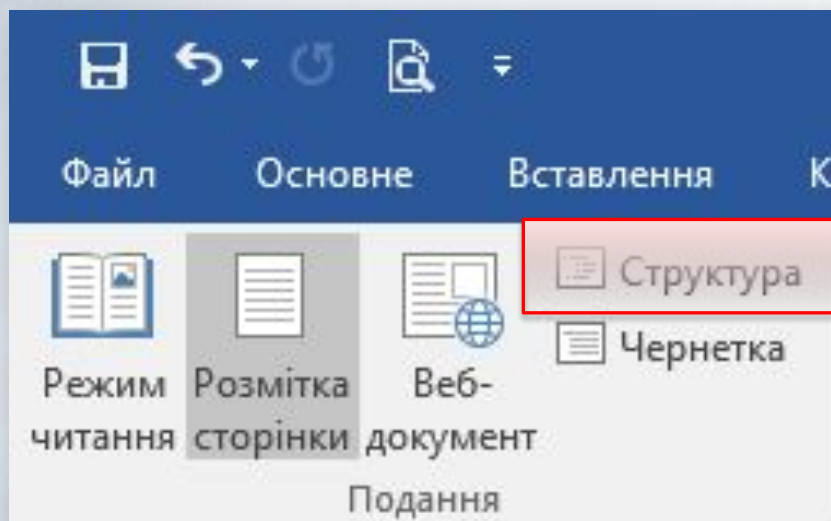 Файл Основне Вставлення К
Структура
Чернетка
Режим читання
Розмітка сторінки
Веб-документ
Подання